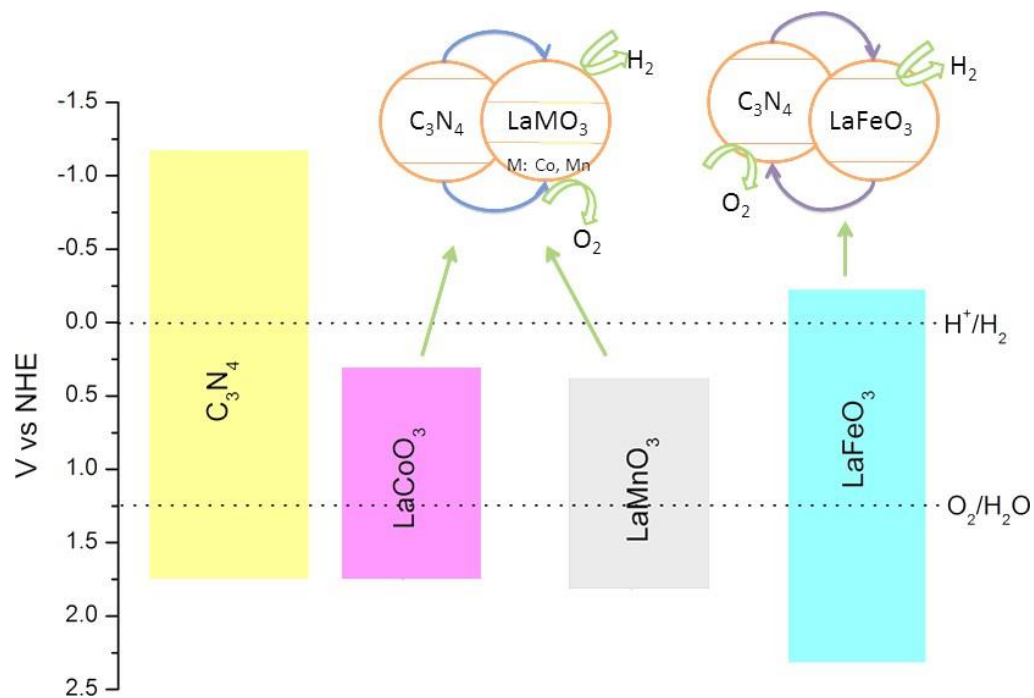 H₂
C₃N₄
LaMO₃
M: Co, Mn
O₂
H₂
C₃N₄
LaFeO₃
O₂
V vs NHE
-1.5
-1.0
-0.5
0.0
0.5
1.0
1.5
2.0
2.5
C₃N₄
LaCoO₃
LaMnO₃
LaFeO₃
H⁺/H₂
O₂/H₂O